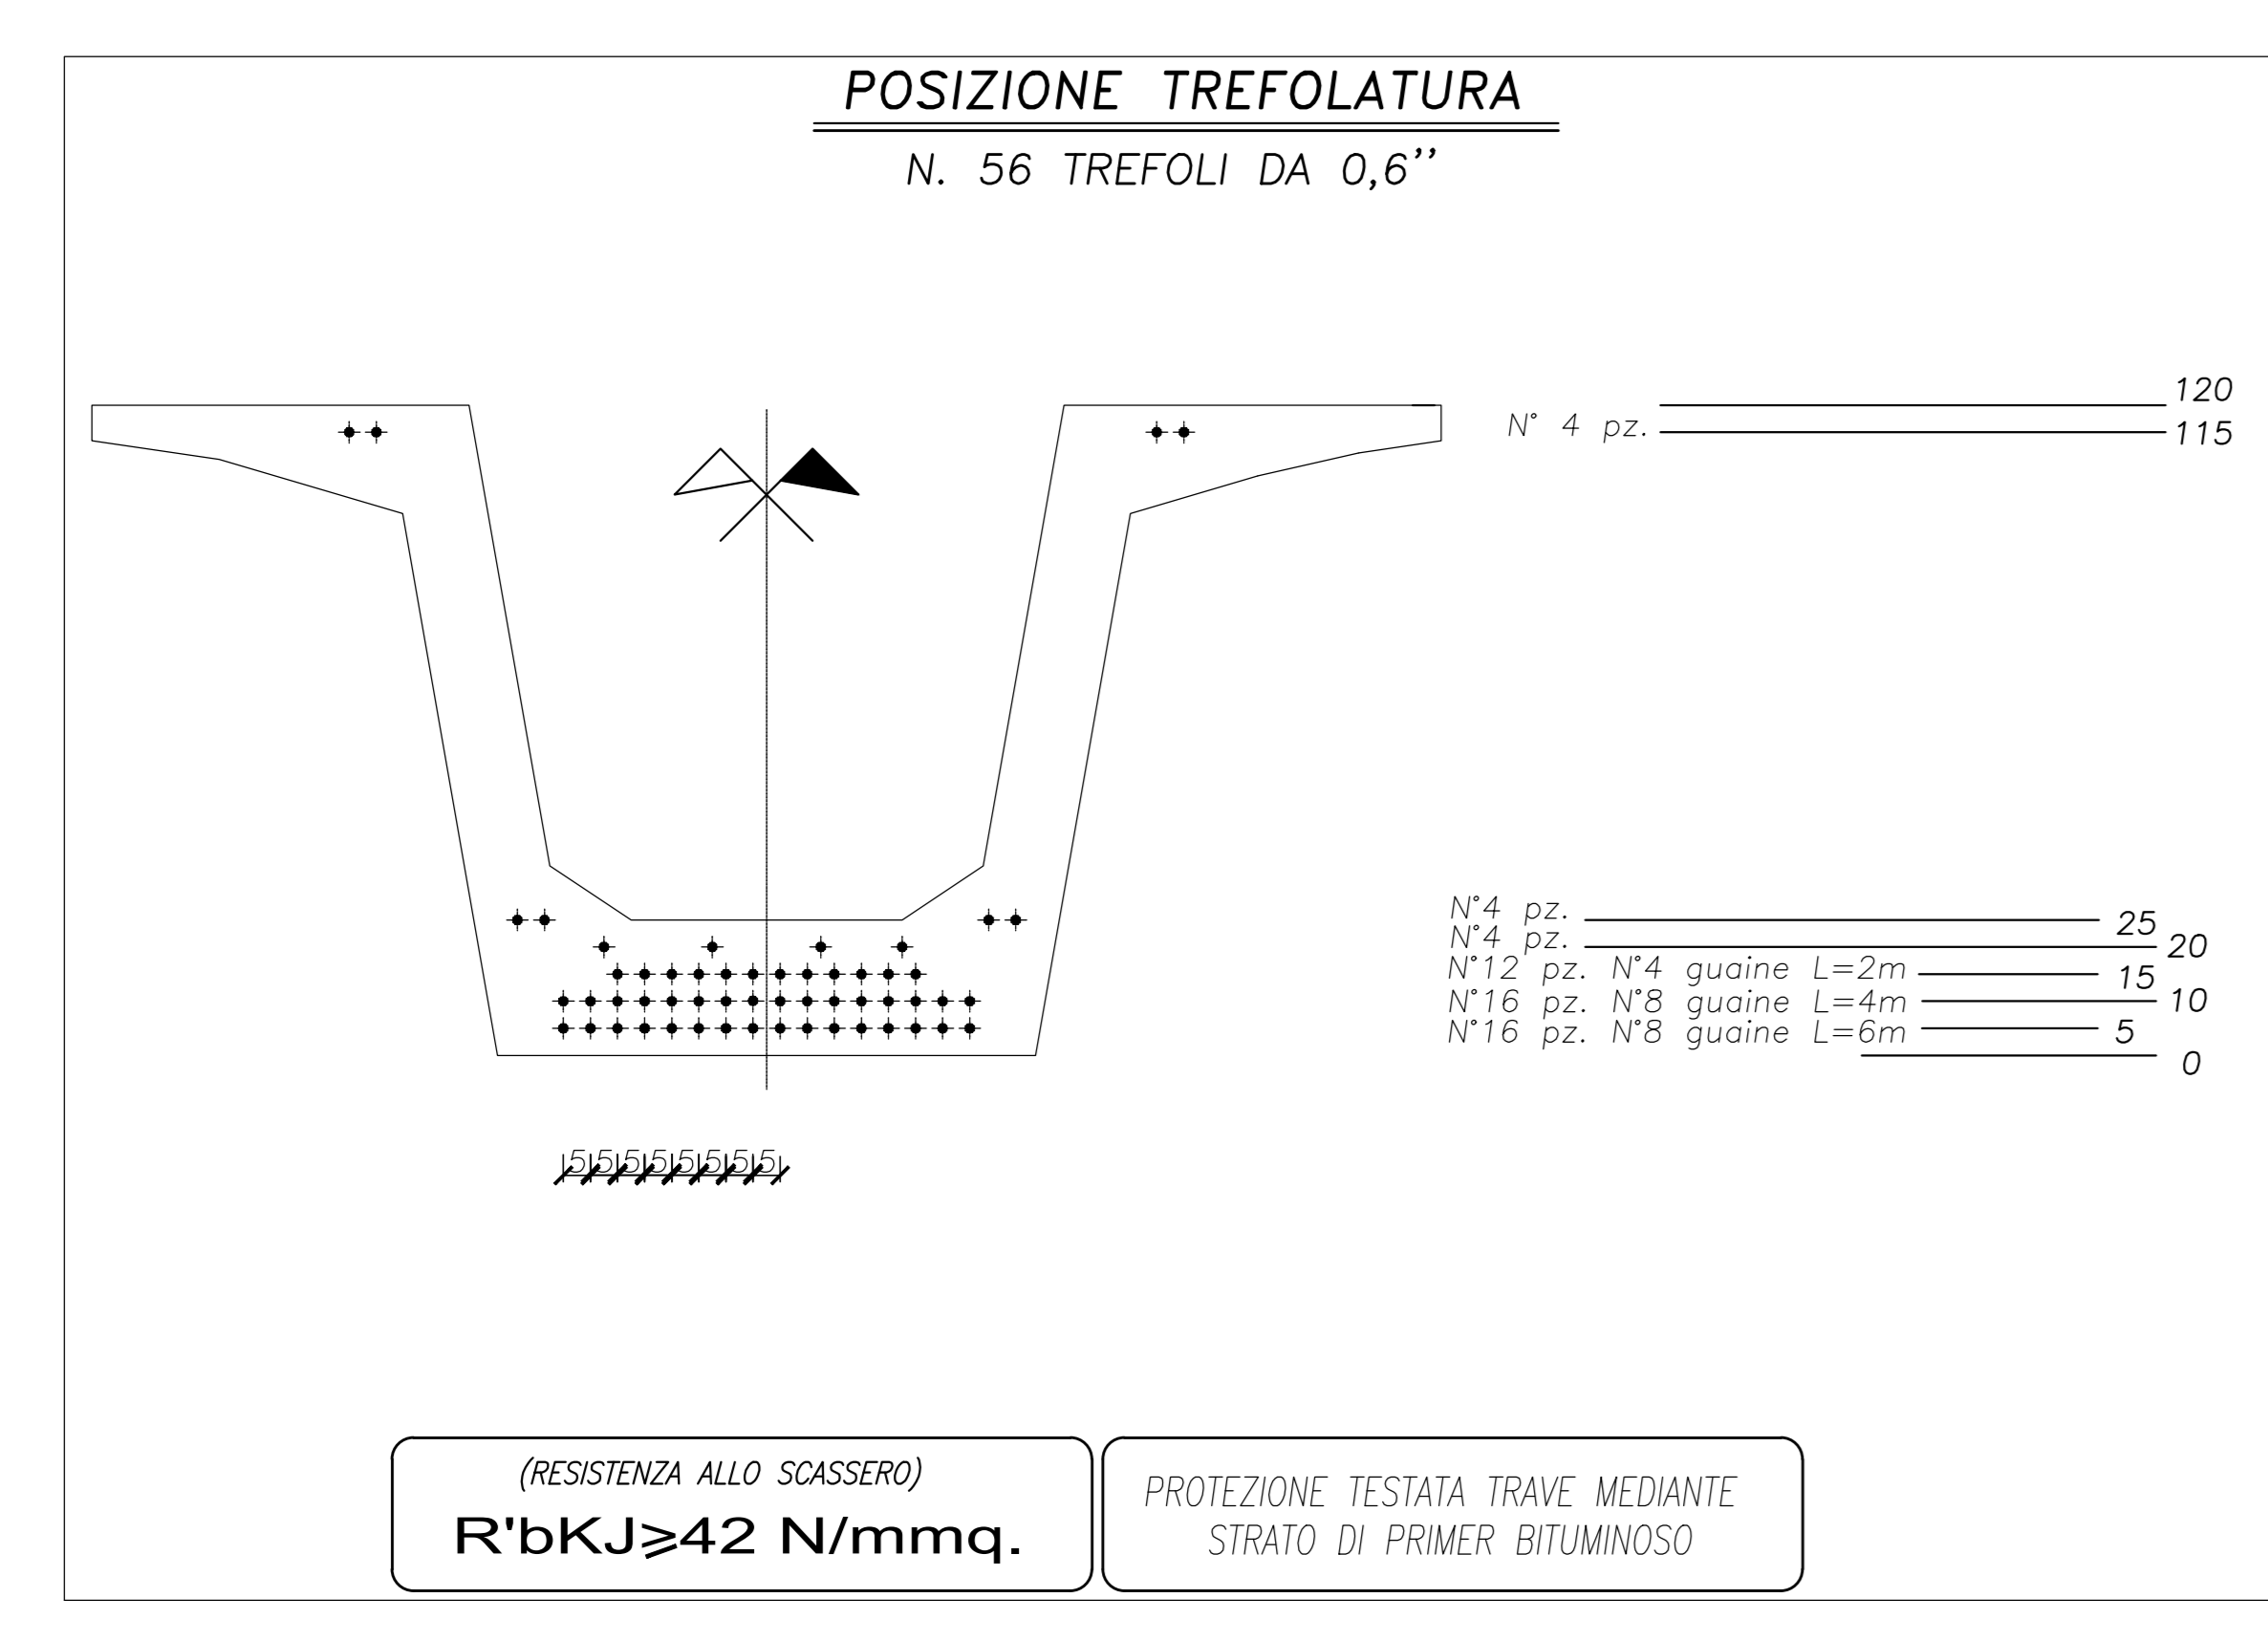 POSIZIONE TREFOLATURA
N. 56 TREFOLI DA 0,6’’
120
N° 4 pz. 115
N°4 pz. 25
N°4 pz. 20
N°12 pz. N°4 guaine L=2m 15
N°16 pz. N°8 guaine L=4m 10
N°16 pz. N°8 guaine L=6m 5
0
5 5 5 5 5 5 5 5
(RESISTENZA ALLO SCASSERO)
R'bKJ⩾42 N/mmq.
PROTEZIONE TESTATA TRAVE MEDIANTE
STRATO DI PRIMER BITUMINOSO